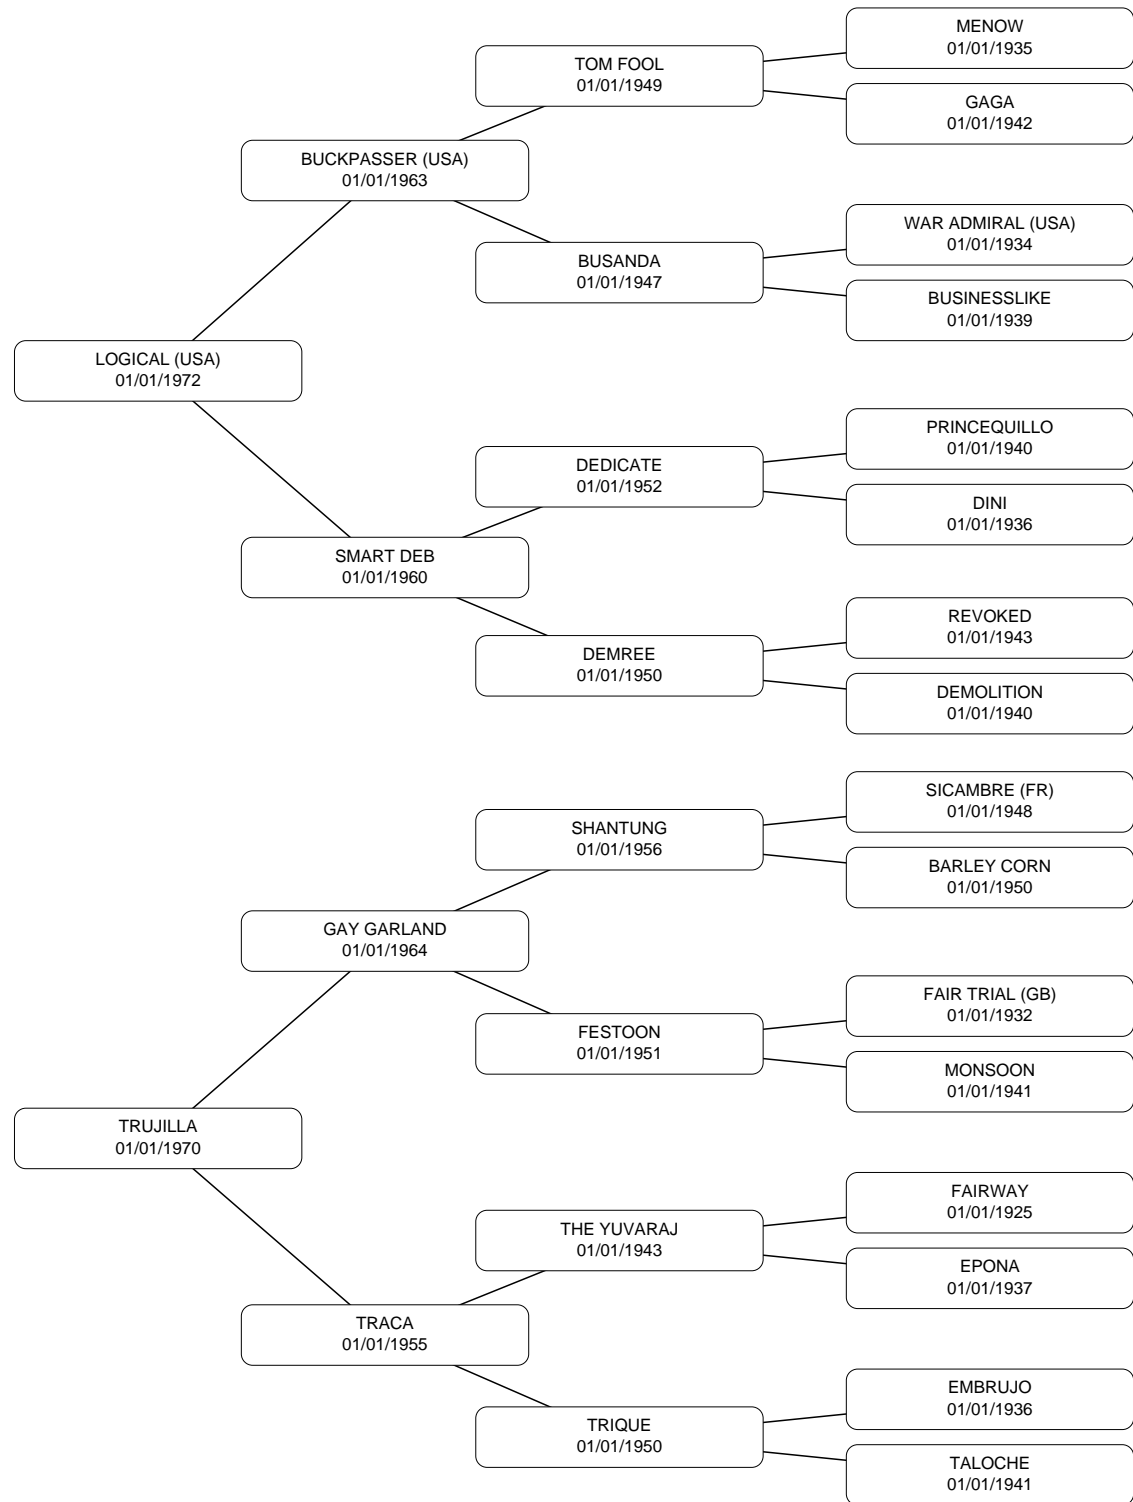 MENOW
01/01/1935
TOM FOOL
01/01/1949
GAGA
01/01/1942
BUCKPASSER (USA)
01/01/1963
WAR ADMIRAL (USA)
01/01/1934
BUSANDA
01/01/1947
BUSINESSLIKE
01/01/1939
LOGICAL (USA)
01/01/1972
PRINCEQUILLO
01/01/1940
DEDICATE
01/01/1952
DINI
01/01/1936
SMART DEB
01/01/1960
REVOKED
01/01/1943
DEMREE
01/01/1950
DEMOLITION
01/01/1940
SICAMBRE (FR)
01/01/1948
SHANTUNG
01/01/1956
BARLEY CORN
01/01/1950
GAY GARLAND
01/01/1964
FAIR TRIAL (GB)
01/01/1932
FESTOON
01/01/1951
MONSOON
01/01/1941
TRUJILLA
01/01/1970
FAIRWAY
01/01/1925
THE YUVARAJ
01/01/1943
EPONA
01/01/1937
TRACA
01/01/1955
EMBRUJO
01/01/1936
TRIQUE
01/01/1950
TALOCHE
01/01/1941